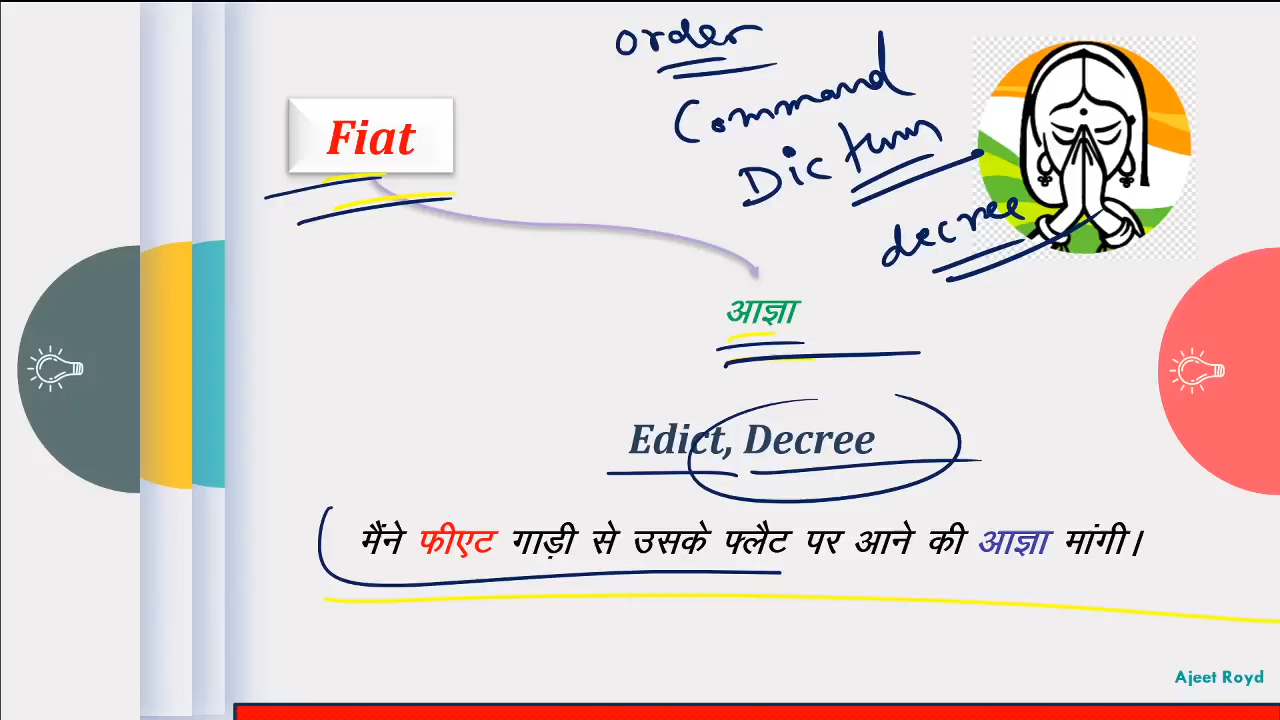 order
Command
Dictum
decree
Fiat
आज्ञा
Edict, Decree
मैंने फीएट गाड़ी से उसके फ्लैट पर आने की आज्ञा मांगी।
Ajeet Royd